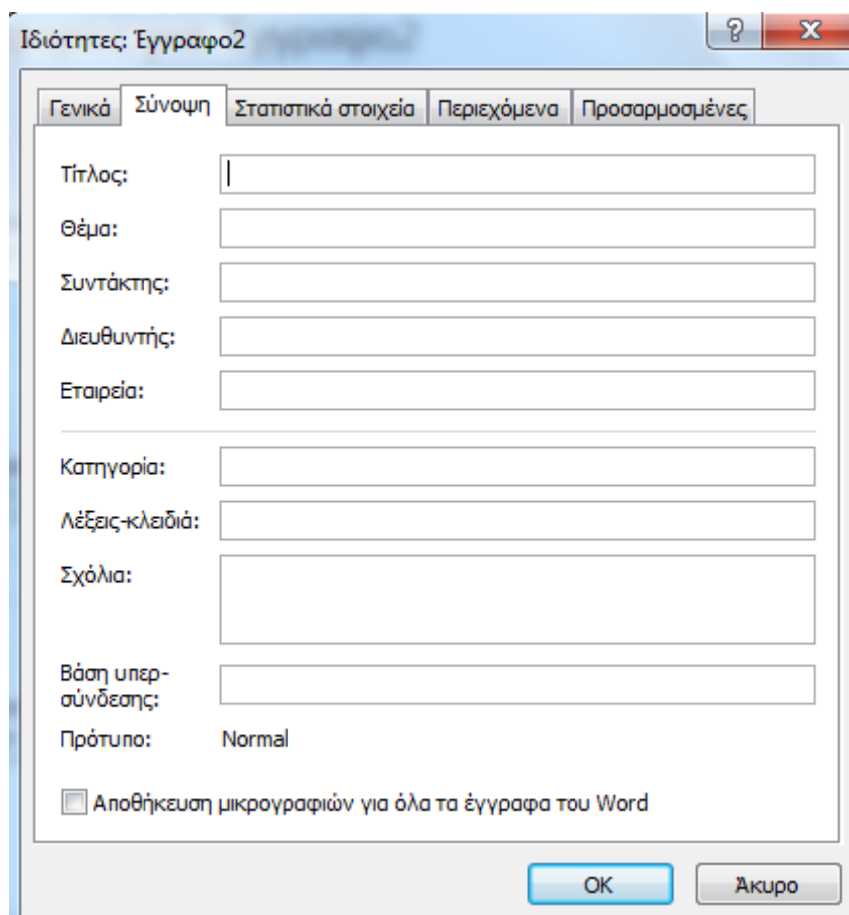 Ιδιότητες: Έγγραφο2
Γενικά Σύνοψη Στατιστικά στοιχεία Περιεχόμενα Προσαρμοσμένες
Τίτλος:
Θέμα:
Συντάκτης:
Διευθυντής:
Εταιρεία:
Κατηγορία:
Λέξεις-κλειδιά:
Σχόλια:
Βάση υπερ-
σύνδεσης:
Πρότυπο: Normal
Αποθήκευση μικρογραφιών για όλα τα έγγραφα του Word
OK Άκυρο